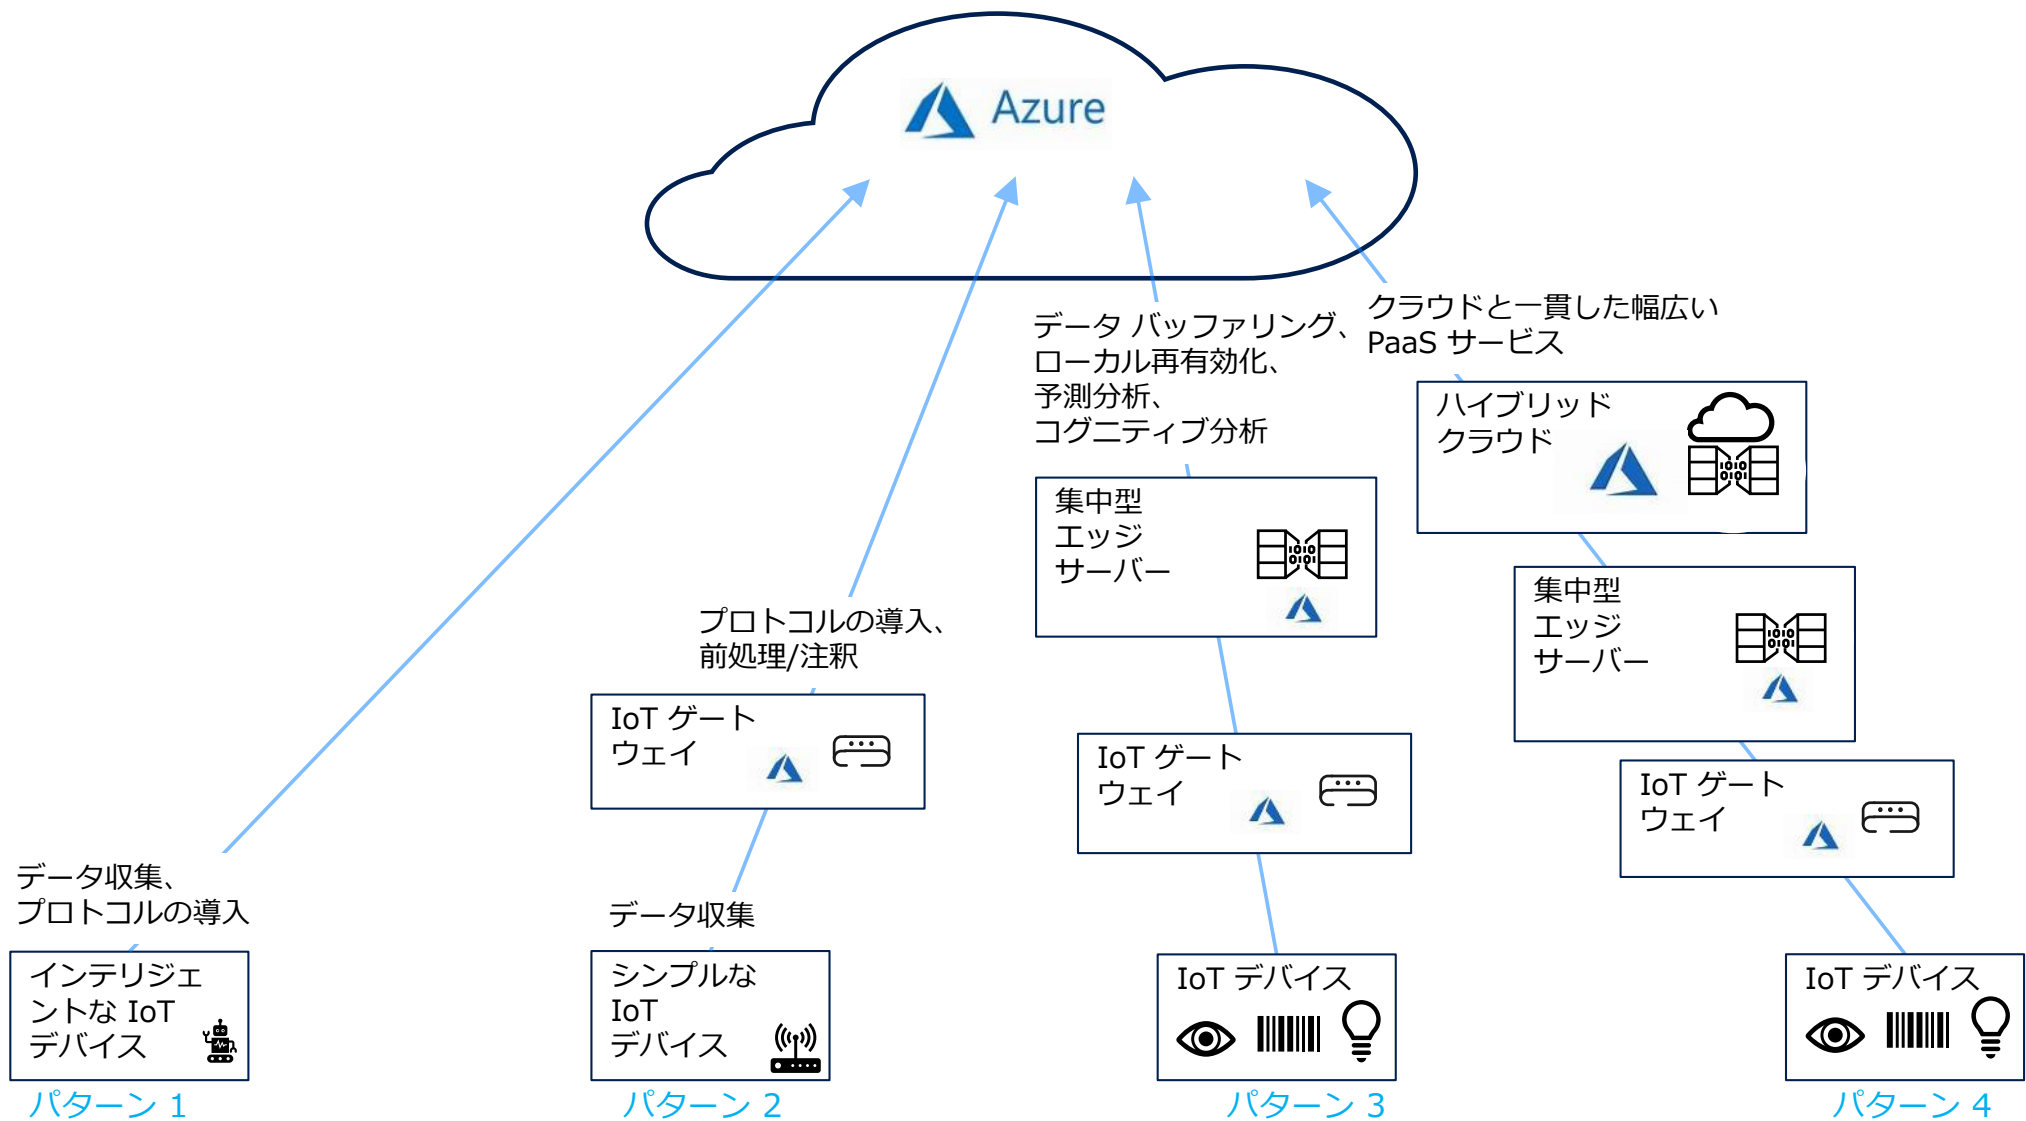 Azure
クラウドと一貫した幅広い
PaaS サービス
データ バッファリング、
ローカル再有効化、
予測分析、
コグニティブ分析
ハイブリッド
クラウド
集中型
エッジ
サーバー
集中型
エッジ
サーバー
プロトコルの導入、
前処理/注釈
IoT ゲート
ウェイ
IoT ゲート
ウェイ
IoT ゲート
ウェイ
データ収集、
プロトコルの導入
データ収集
インテリジェ
ントな IoT
デバイス
シンプルな
IoT
デバイス
IoT デバイス
IoT デバイス
パターン 1
パターン 2
パターン 3
パターン 4